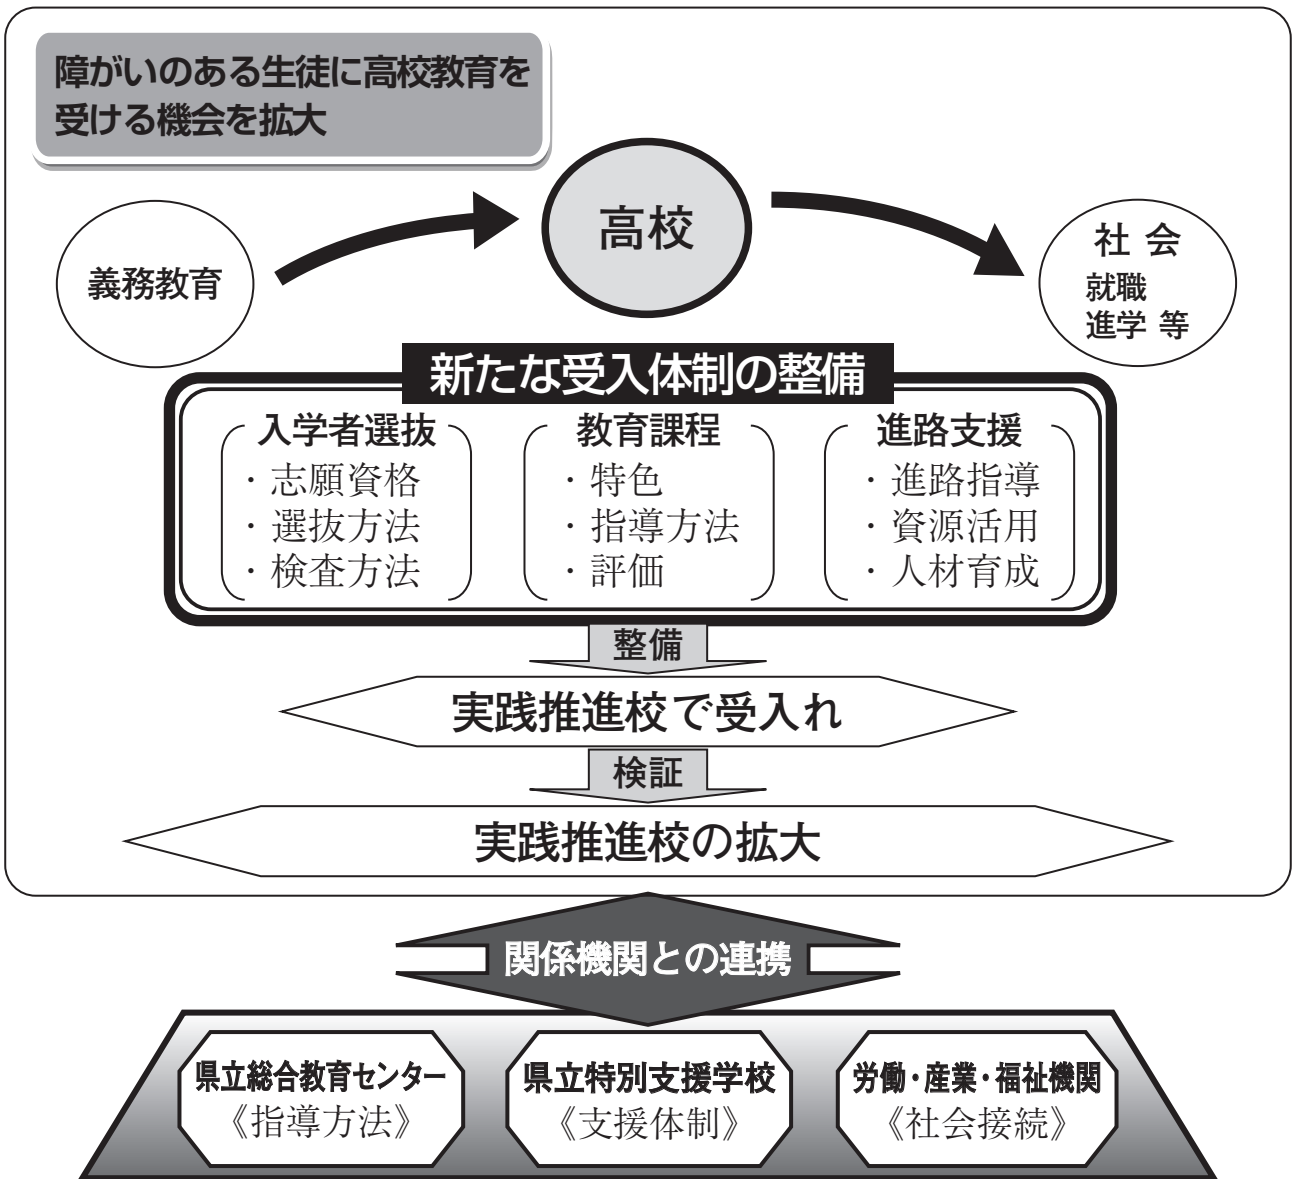 障がいのある生徒に高校教育を
受ける機会を拡大
高校
義務教育
社会
就職
進学 等
新たな受入体制の整備
入学者選抜
・志願資格
・選抜方法
・検査方法
教育課程
・特色
・指導方法
・評価
進路支援
・進路指導
・資源活用
・人材育成
整備
実践推進校で受入れ
検証
実践推進校の拡大
関係機関との連携
県立総合教育センター
《指導方法》
県立特別支援学校
《支援体制》
労働・産業・福祉機関
《社会接続》